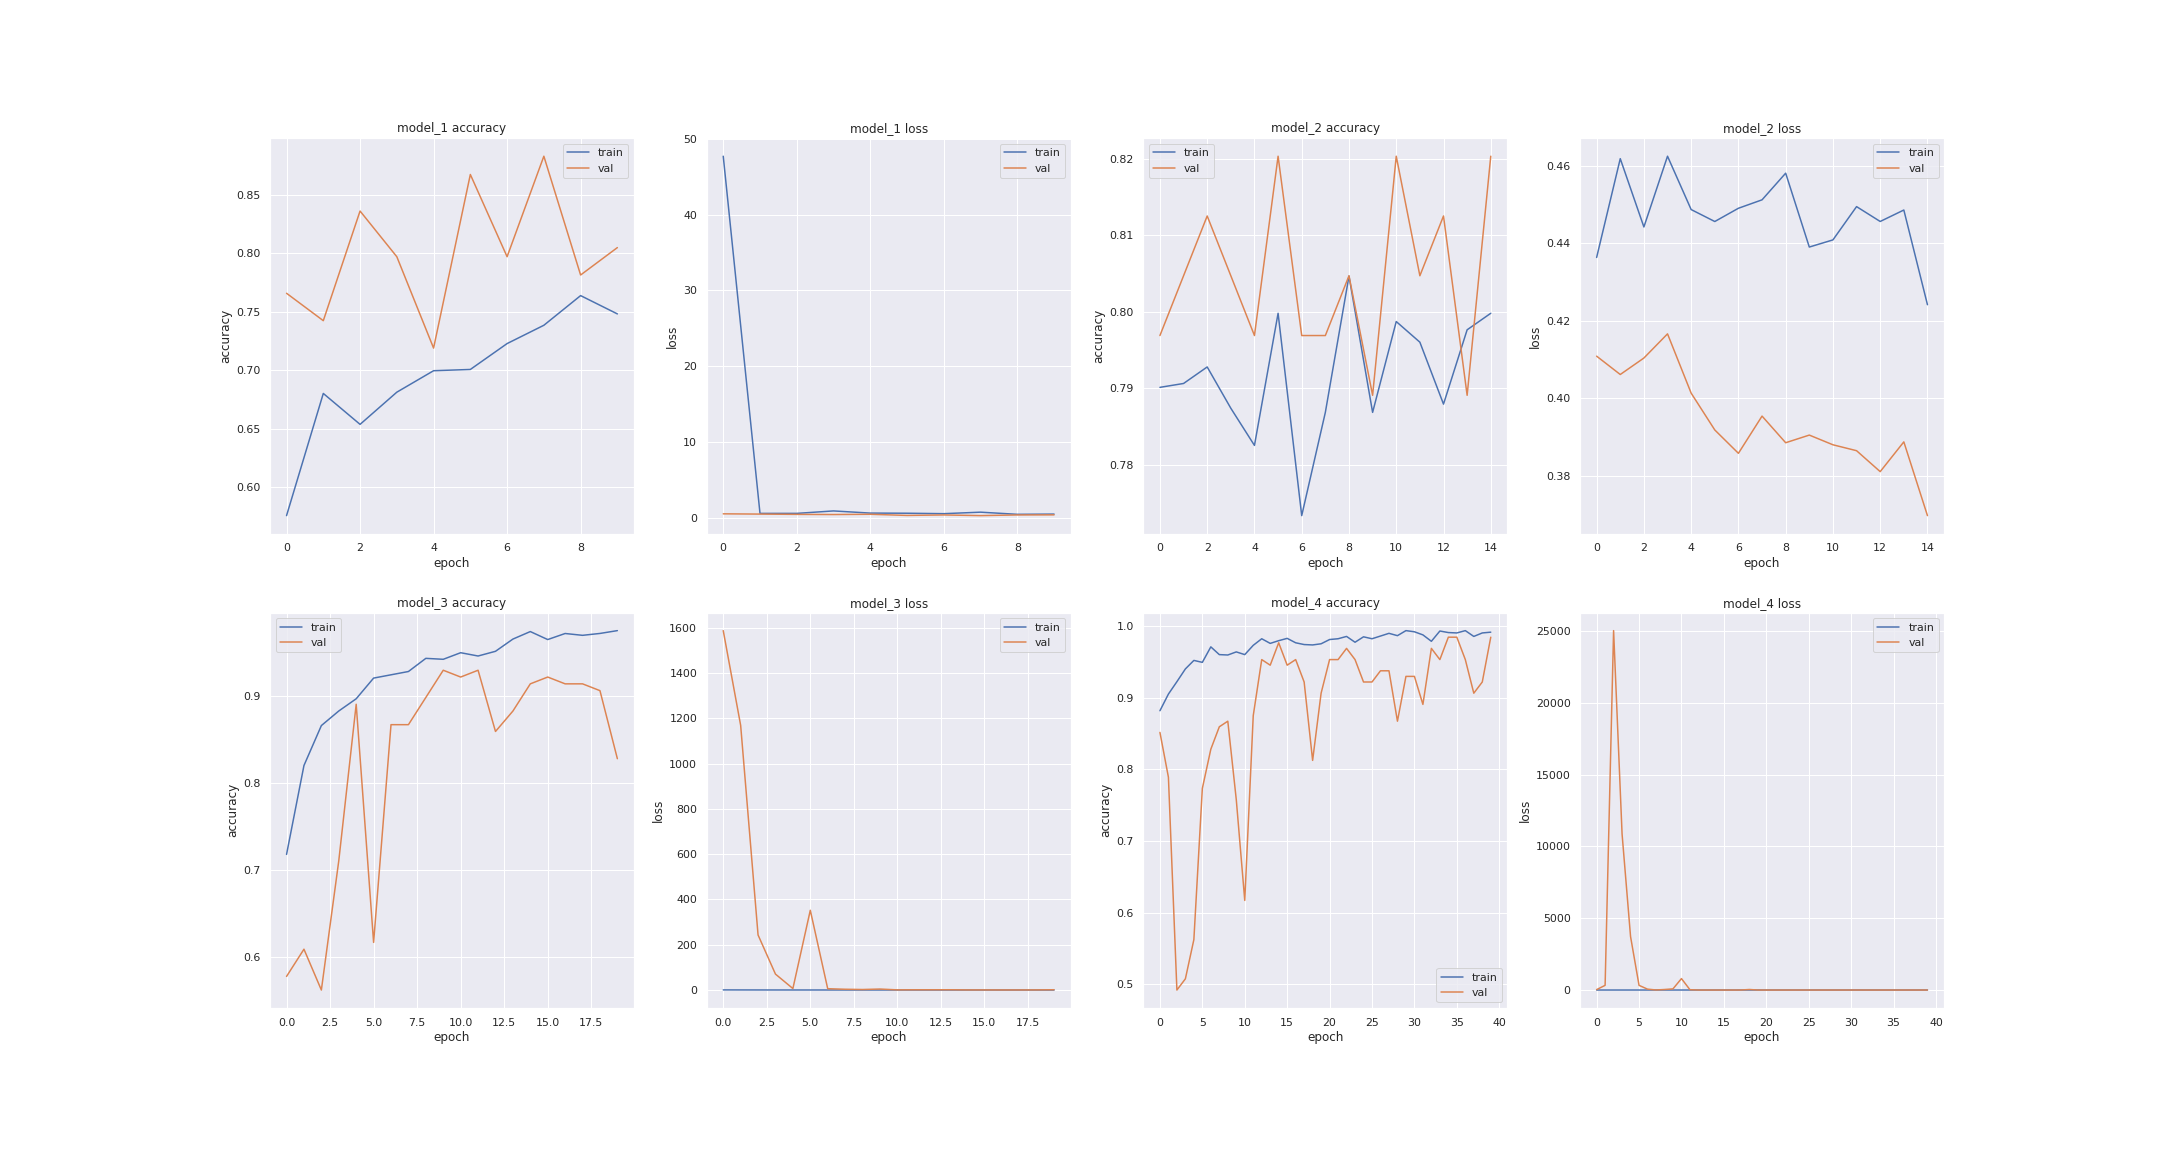 model_1 accuracy
train
val
0.85
0.80
0.75
0.70
0.65
0.60
accuracy
0 2 4 6 8
epoch
model_1 loss
train
val
50
40
30
20
10
0
loss
0 2 4 6 8
epoch
model_2 accuracy
train
val
0.82
0.81
0.80
0.79
0.78
accuracy
0 2 4 6 8 10 12 14
epoch
model_2 loss
train
val
0.46
0.44
0.42
0.40
0.38
loss
0 2 4 6 8 10 12 14
epoch
model_3 accuracy
train
val
0.9
0.8
0.7
0.6
accuracy
0.0 2.5 5.0 7.5 10.0 12.5 15.0 17.5
epoch
model_3 loss
train
val
1600
1400
1200
1000
800
600
400
200
0
loss
0.0 2.5 5.0 7.5 10.0 12.5 15.0 17.5
epoch
model_4 accuracy
1.0
0.9
0.8
0.7
0.6
0.5
accuracy
train
val
0 5 10 15 20 25 30 35 40
epoch
model_4 loss
train
val
25000
20000
15000
10000
5000
0
loss
0 5 10 15 20 25 30 35 40
epoch